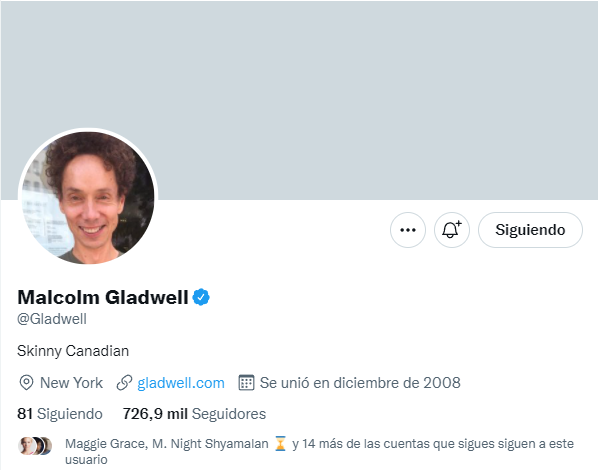 Siguiendo
Malcolm Gladwell
@Gladwell
Skinny Canadian
New York gladwell.com Se unió en diciembre de 2008
81 Siguiendo 726,9 mil Seguidores
Maggie Grace, M. Night Shyamalan ⌛ y 14 más de las cuentas que sigues siguen a este
usuario